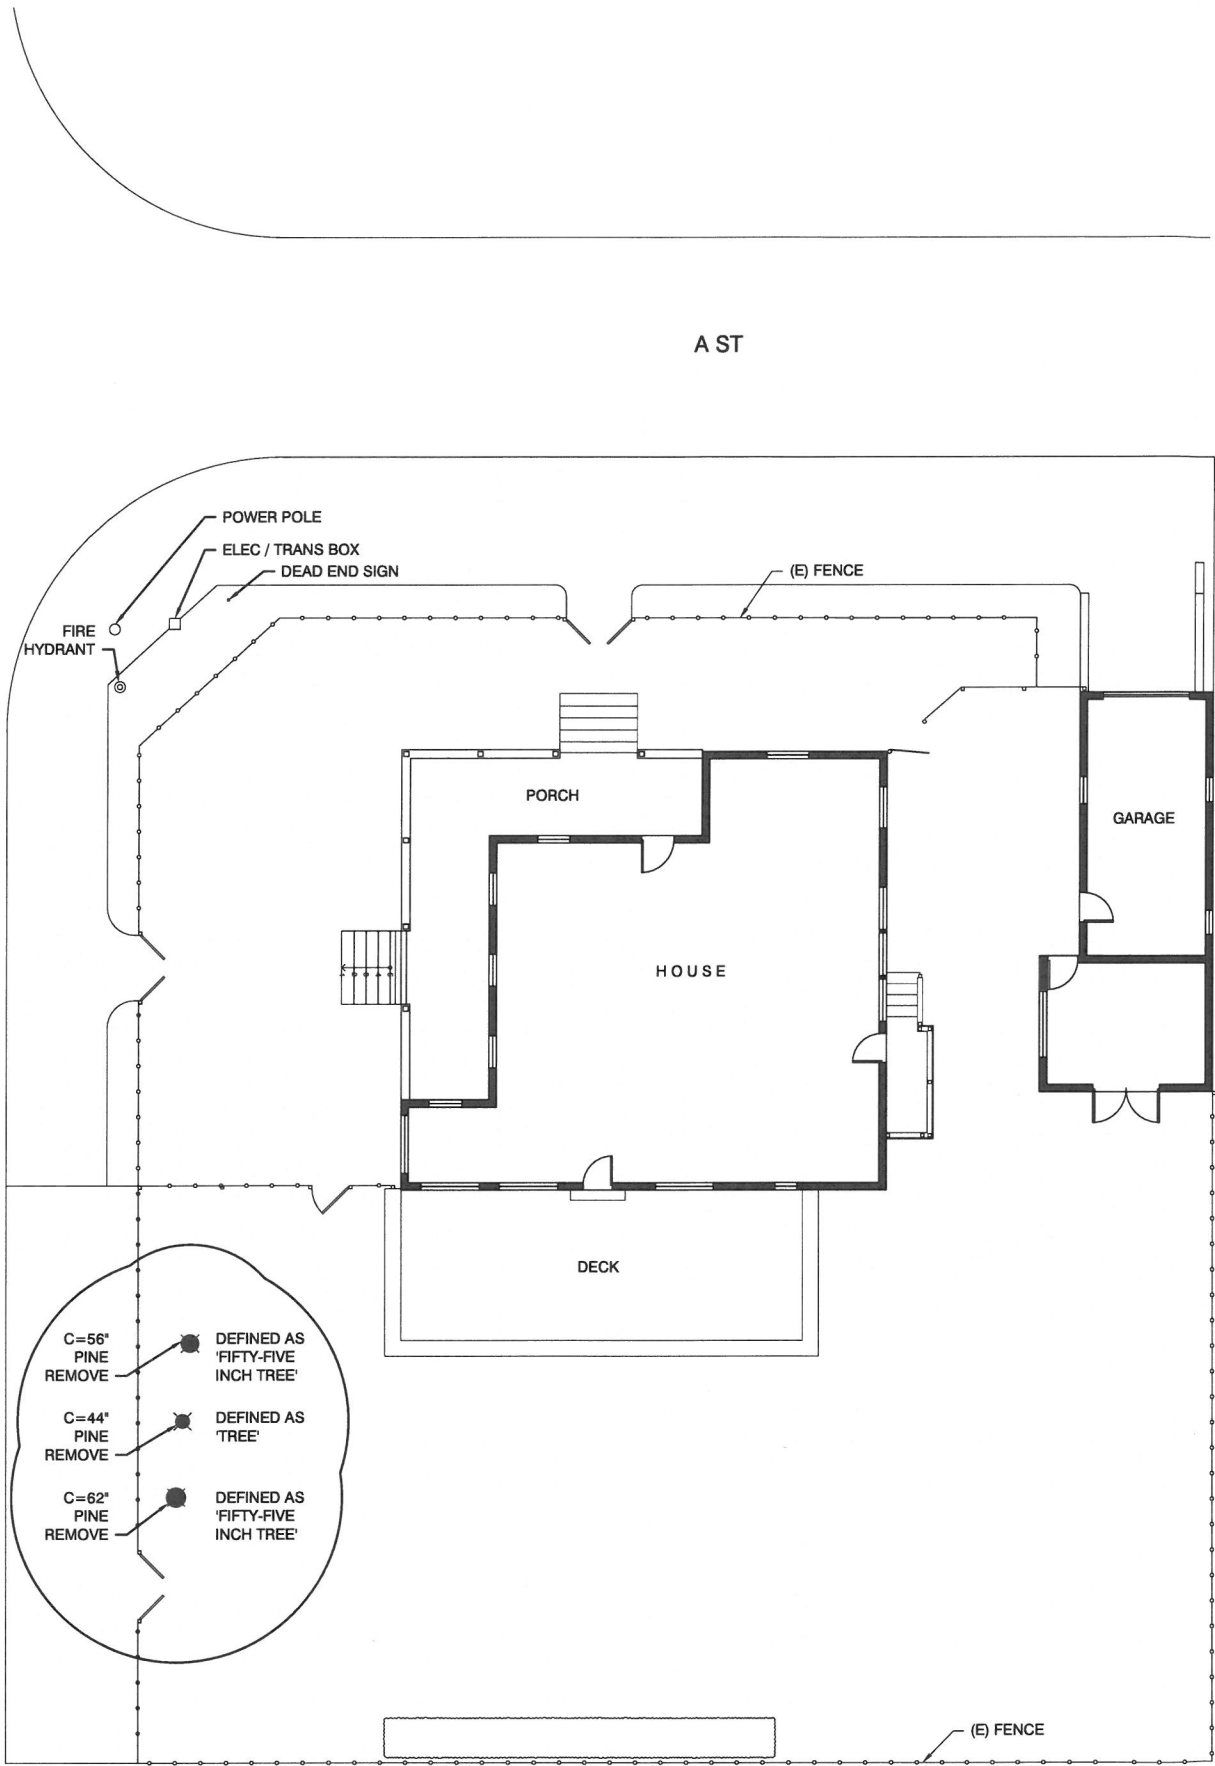 A ST
POWER POLE
ELEC / TRANS BOX
DEAD END SIGN
(E) FENCE
FIRE
HYDRANT
PORCH
GARAGE
HOUSE
DECK
C=56"
PINE
REMOVE
DEFINED AS
'FIFTY-FIVE
INCH TREE'
C=44"
PINE
REMOVE
DEFINED AS
'TREE'
C=62"
PINE
REMOVE
DEFINED AS
'FIFTY-FIVE
INCH TREE'
(E) FENCE